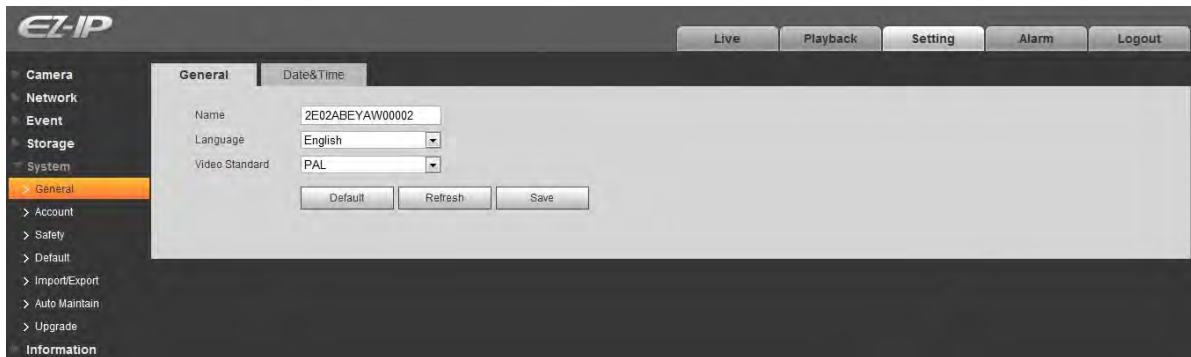 EZ-IP
Live Playback Setting Alarm Logout
Camera
Network
Event
Storage
System
> General
> Account
> Safety
> Default
> Import/Export
> Auto Maintain
> Upgrade
Information
General Date&Time
Name 2E02ABEYAW00002
Language English
Video Standard PAL
Default Refresh Save